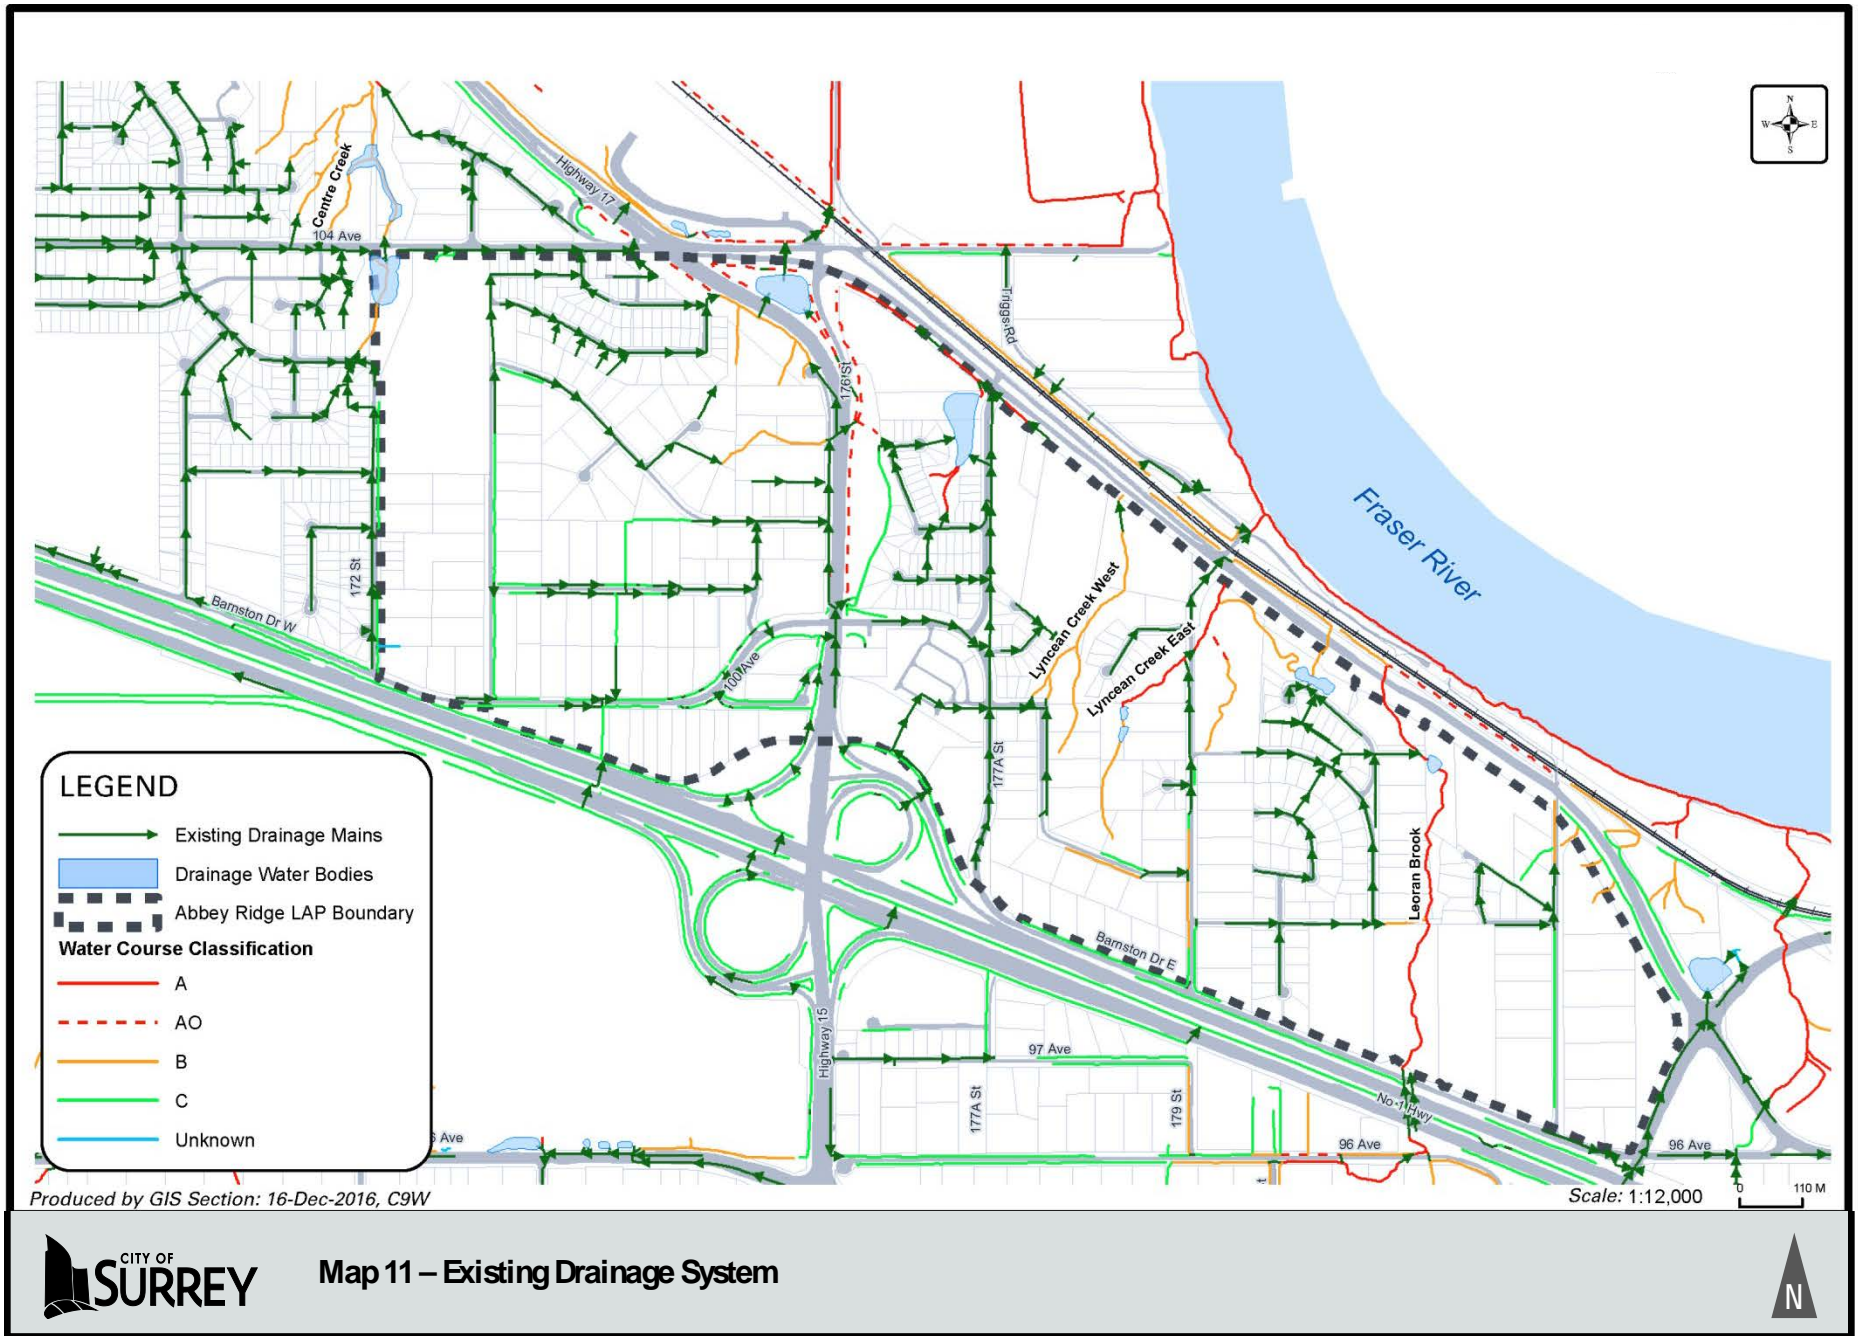 N
W E
S
Centre Creek
Highway 17
104 Ave
Triggs Rd
176 St
Fraser River
172 St
Barnston Dr W
Lyncean Creek West
Lyncean Creek East
100 Ave
177A St
Leoran Brook
Barnston Dr E
Highway 15
97 Ave
177A St
179 St
No 1 Hwy
96 Ave
96 Ave
Ave
LEGEND
Existing Drainage Mains
Drainage Water Bodies
Abbey Ridge LAP Boundary
Water Course Classification
A
AO
B
C
Unknown
Produced by GIS Section: 16-Dec-2016, C9W
Scale: 1:12,000
0 110 M
CITY OF
SURREY
Map 11 – Existing Drainage System
N